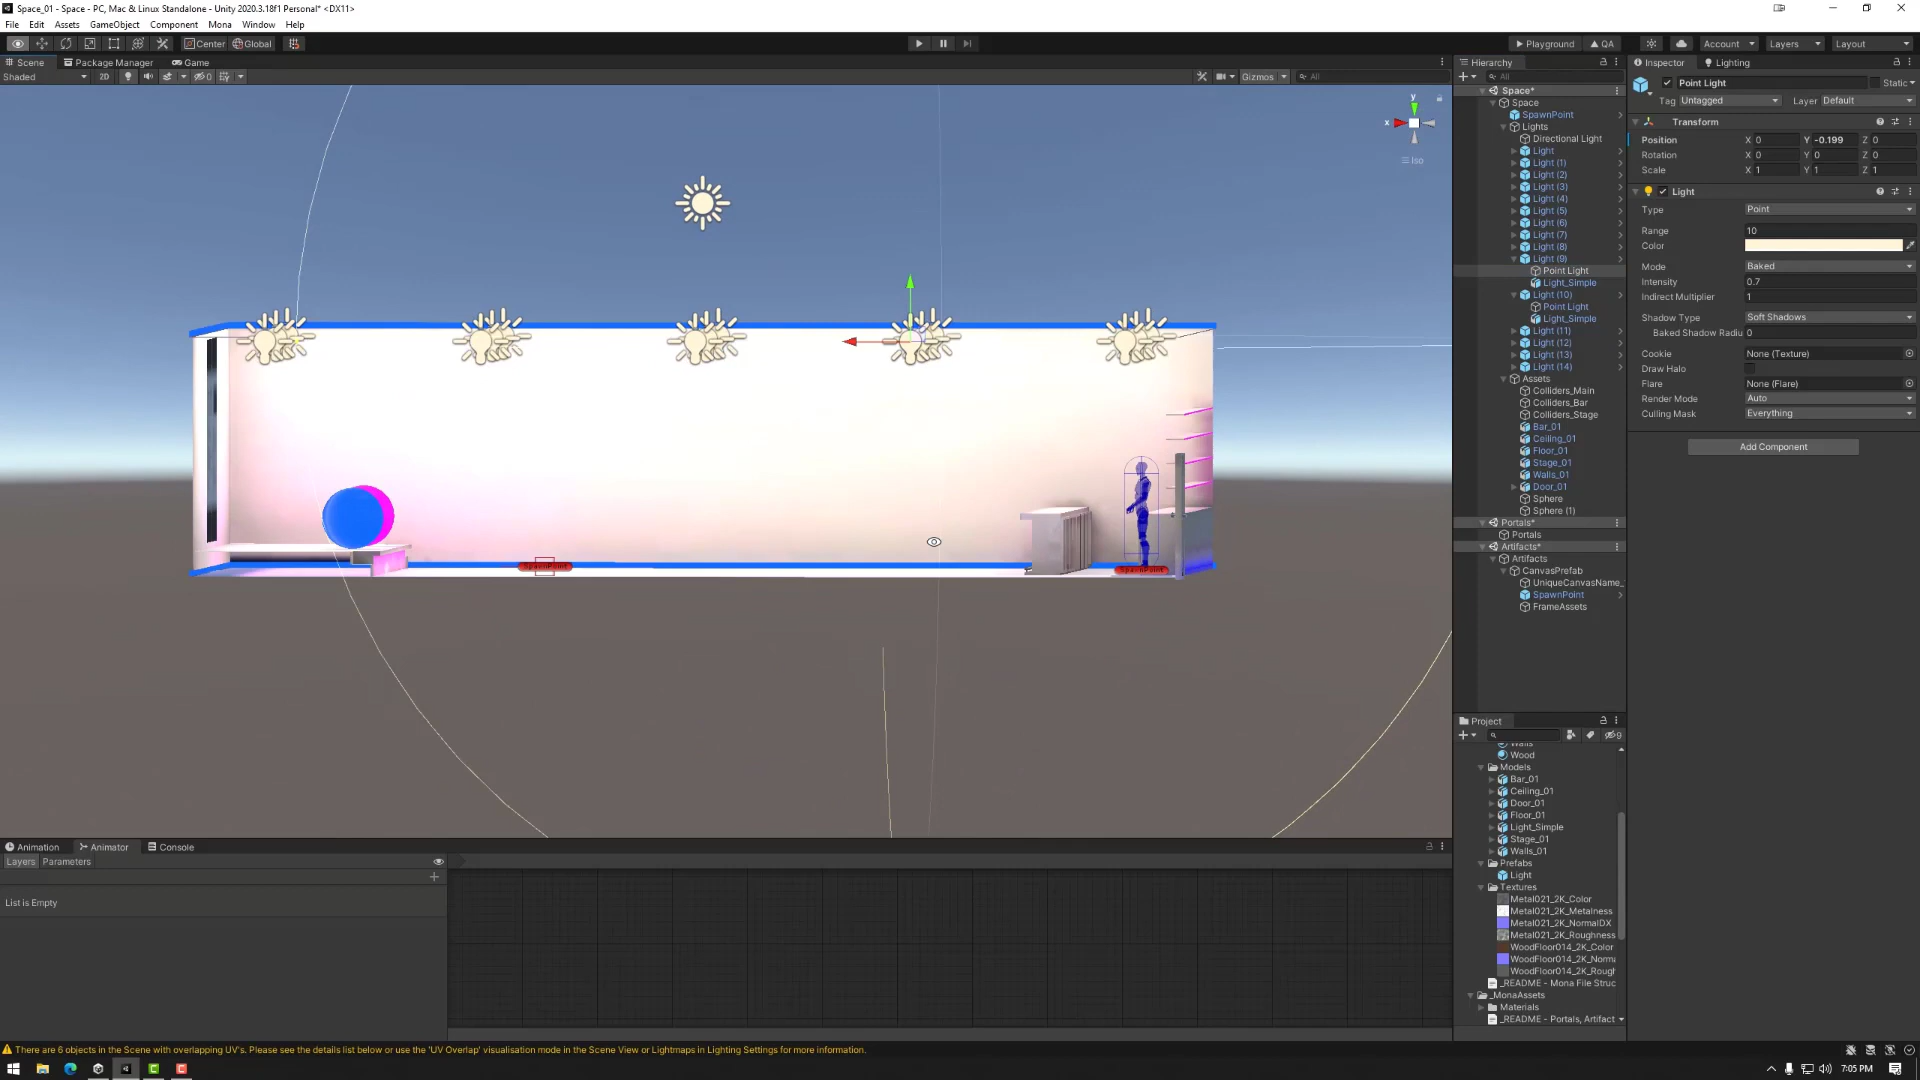 Space_01 - Space - PC, Mac & Linux Standalone - Unity 2020.3.18f1 Personal* <DX11>
File Edit Assets GameObject Component Mona Window Help
Center Global
Playground QA Account Layers Layout
Scene Package Manager Game
Shaded 2D 0 Gizmos All
y
x
Iso
SpawnPoint
SpawnPoint
Hierarchy
All
Space*
Space
SpawnPoint
Lights
Directional Light
Light
Light (1)
Light (2)
Light (3)
Light (4)
Light (5)
Light (6)
Light (7)
Light (8)
Light (9)
Point Light
Light_Simple
Light (10)
Point Light
Light_Simple
Light (11)
Light (12)
Light (13)
Light (14)
Assets
Colliders_Main
Colliders_Bar
Colliders_Stage
Bar_01
Ceiling_01
Floor_01
Stage_01
Walls_01
Door_01
Sphere
Sphere (1)
Portals*
Portals
Artifacts*
Artifacts
CanvasPrefab
UniqueCanvasName_
SpawnPoint
FrameAssets
Inspector Lighting
Point Light Static
Tag Untagged Layer Default
Transform
Position X 0 Y -0.199 Z 0
Rotation X 0 Y 0 Z 0
Scale X 1 Y 1 Z 1
Light
Type Point
Range 10
Color
Mode Baked
Intensity 0.7
Indirect Multiplier 1
Shadow Type Soft Shadows
Baked Shadow Radiu 0
Cookie None (Texture)
Draw Halo
Flare None (Flare)
Render Mode Auto
Culling Mask Everything
Add Component
Project
9
Walls
Wood
Models
Bar_01
Ceiling_01
Door_01
Floor_01
Light_Simple
Stage_01
Walls_01
Prefabs
Light
Textures
Metal021_2K_Color
Metal021_2K_Metalness
Metal021_2K_NormalDX
Metal021_2K_Roughness
WoodFloor014_2K_Color
WoodFloor014_2K_Norma
WoodFloor014_2K_Rough
_README - Mona File Struc
_MonaAssets
Materials
_README - Portals, Artifact
Animation Animator Console
Layers Parameters
List is Empty
There are 6 objects in the Scene with overlapping UV's. Please see the details list below or use the 'UV Overlap' visualisation mode in the Scene View or Lightmaps in Lighting Settings for more information.
7:05 PM